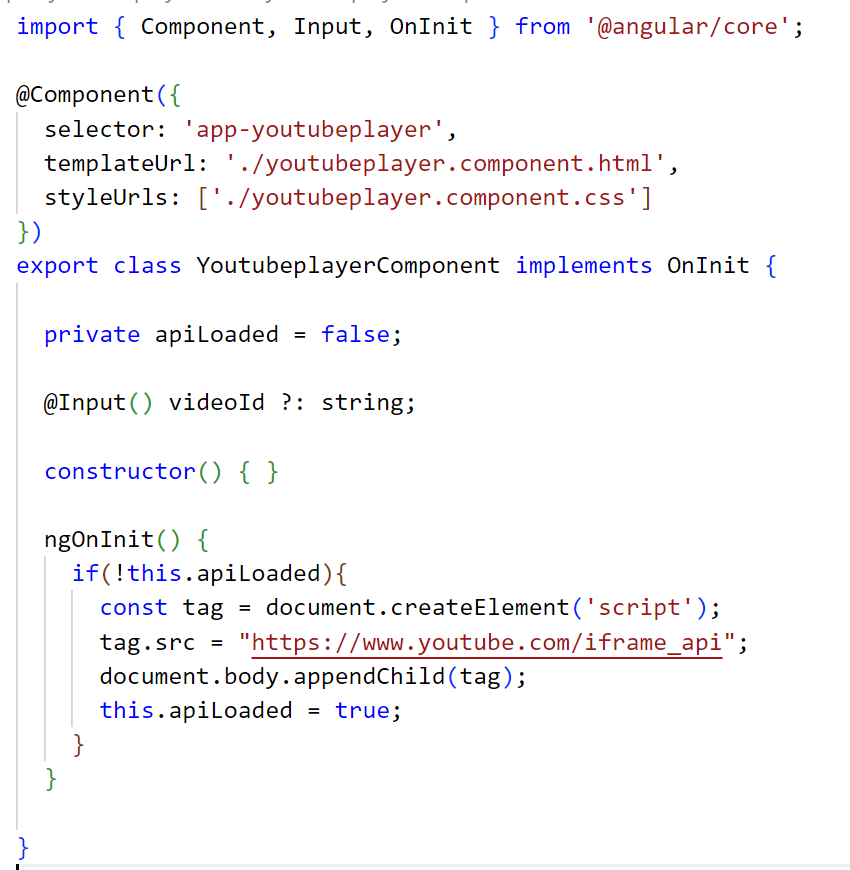 import { Component, Input, OnInit } from '@angular/core';
@Component({
  selector: 'app-youtubeplayer',
  templateUrl: './youtubeplayer.component.html',
  styleUrls: ['./youtubeplayer.component.css']
})
export class YoutubeplayerComponent implements OnInit {
  private apiLoaded = false;
  @Input() videoId ?: string;
  constructor() { }
  ngOnInit() {
    if(!this.apiLoaded){
      const tag = document.createElement('script');
      tag.src = "https://www.youtube.com/iframe_api";
      document.body.appendChild(tag);
      this.apiLoaded = true;
    }
  }
}